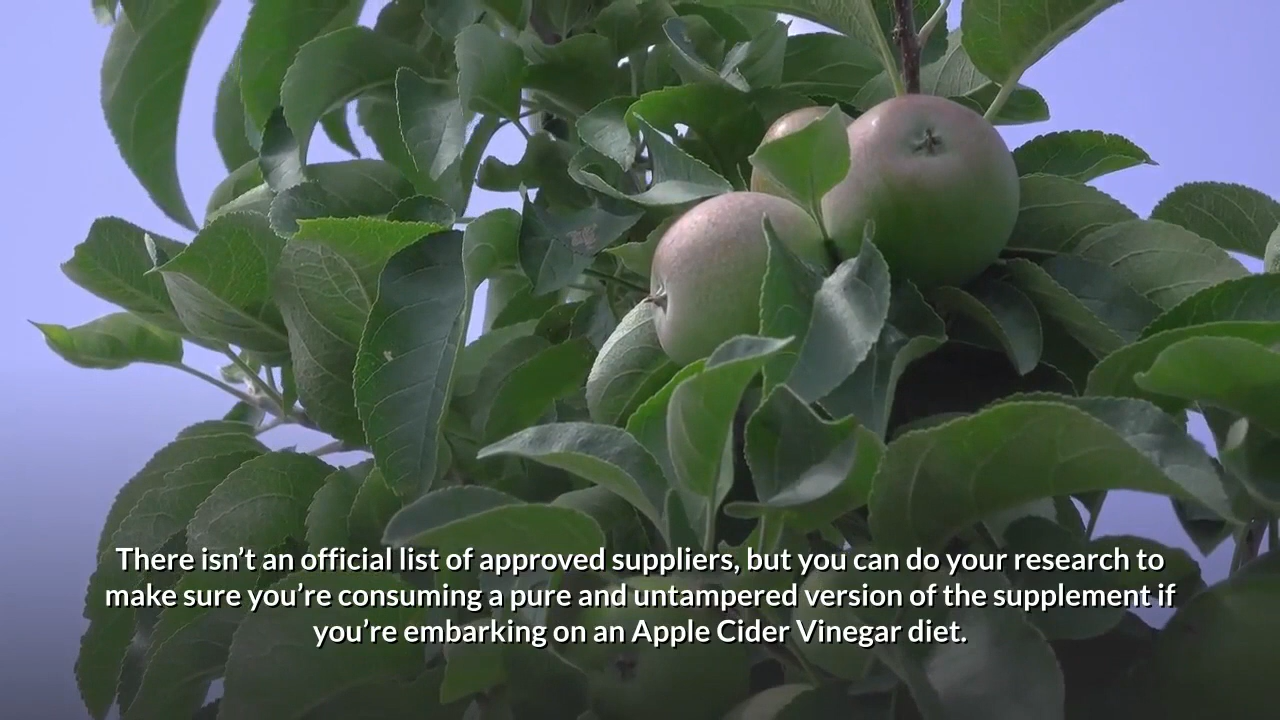 There isn’t an official list of approved suppliers, but you can do your research to
make sure you’re consuming a pure and untampered version of the supplement if
you’re embarking on an Apple Cider Vinegar diet.